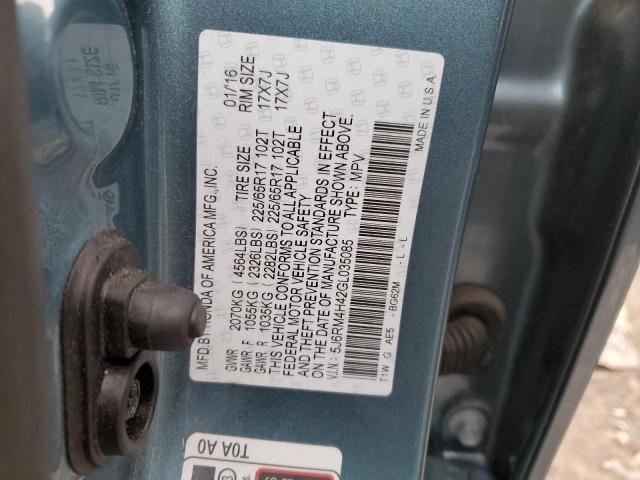 MFD.BY HONDA OF AMERICA MFG.,INC. 01/16
TIRE SIZE RIM SIZE
GVWR 2070KG ( 4564LBS)
GAWR F 1055KG ( 2326LBS) 225/65R17 102T 17X7J
GAWR R 1035KG ( 2282LBS) 225/65R17 102T 17X7J
THIS VEHICLE CONFORMS TO ALL APPLICABLE
FEDERAL MOTOR VEHICLE SAFETY
AND THEFT PREVENTION STANDARDS IN EFFECT
ON THE DATE OF MANUFACTURE SHOWN ABOVE.
V.I.N.: 5J6RM4H42GL035085 TYPE: MPV
T1W G AE5 - BG62M - L - L
MADE IN U.S.A.
T0A A0